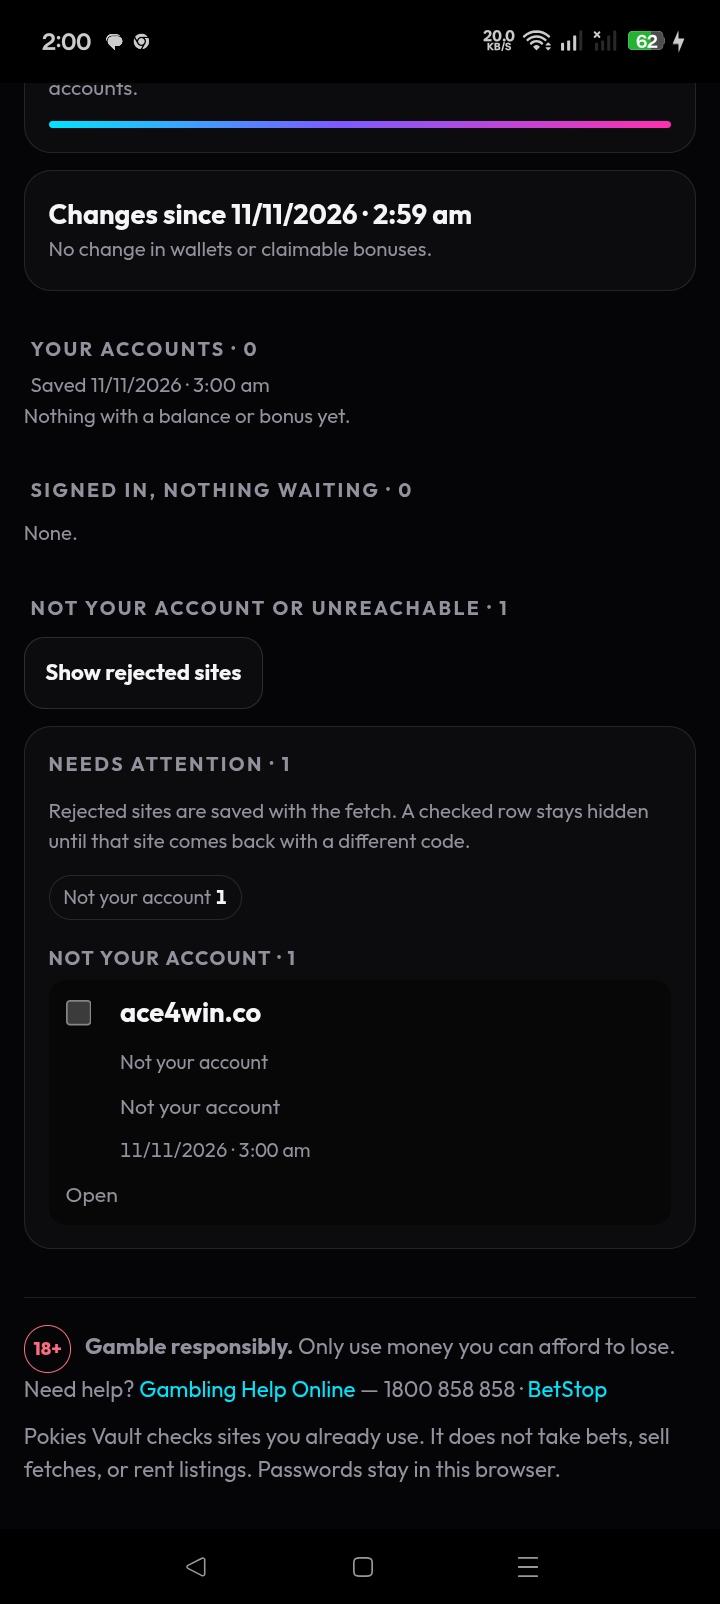 2:00
20.0
KB/S
62
accounts.
Changes since 11/11/2026 · 2:59 am
No change in wallets or claimable bonuses.
YOUR ACCOUNTS · 0
Saved 11/11/2026 · 3:00 am
Nothing with a balance or bonus yet.
SIGNED IN, NOTHING WAITING · 0
None.
NOT YOUR ACCOUNT OR UNREACHABLE · 1
Show rejected sites
NEEDS ATTENTION · 1
Rejected sites are saved with the fetch. A checked row stays hidden
until that site comes back with a different code.
Not your account 1
NOT YOUR ACCOUNT · 1
ace4win.co
Not your account
Not your account
11/11/2026 · 3:00 am
Open
18+ Gamble responsibly. Only use money you can afford to lose.
Need help? Gambling Help Online — 1800 858 858 · BetStop
Pokies Vault checks sites you already use. It does not take bets, sell
fetches, or rent listings. Passwords stay in this browser.